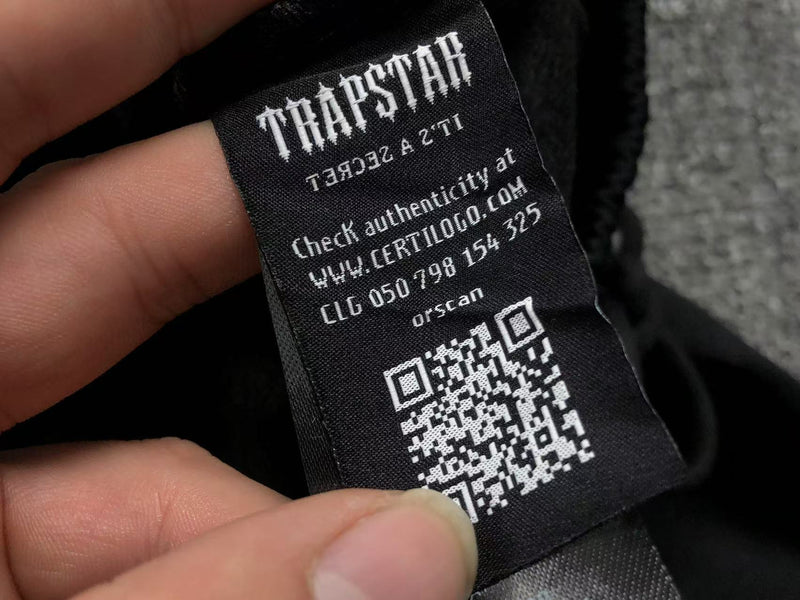 TRAPSTAR
IT'S A SECRET
Check authenticity at
WWW.CERTILOGO.COM
CLG 050 798 154 325
orscan